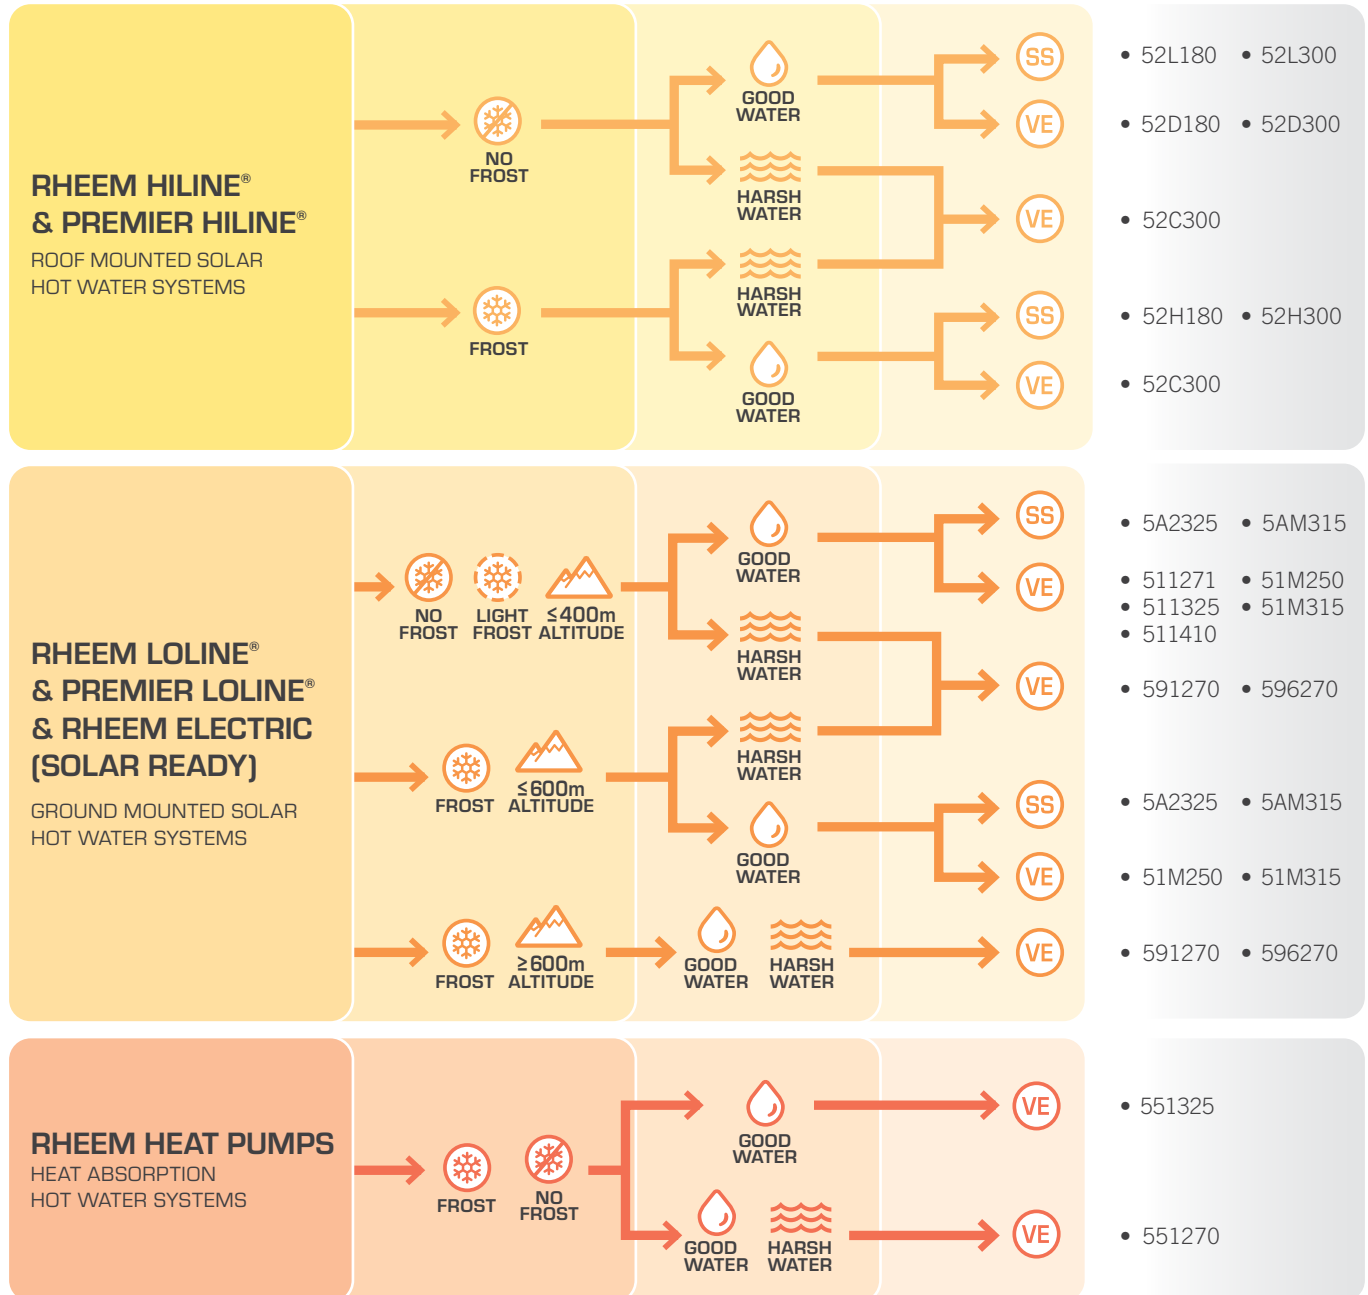 RHEEM HILINE®
& PREMIER HILINE®
ROOF MOUNTED SOLAR
HOT WATER SYSTEMS
NO
FROST
FROST
GOOD
WATER
HARSH
WATER
HARSH
WATER
GOOD
WATER
SS
VE
VE
SS
VE
• 52L180 • 52L300
• 52D180 • 52D300
• 52C300
• 52H180 • 52H300
• 52C300
RHEEM LOLINE®
& PREMIER LOLINE®
& RHEEM ELECTRIC
(SOLAR READY)
GROUND MOUNTED SOLAR
HOT WATER SYSTEMS
NO
FROST
LIGHT
FROST
≤400m
ALTITUDE
FROST
≤600m
ALTITUDE
FROST
≥600m
ALTITUDE
GOOD
WATER
HARSH
WATER
HARSH
WATER
GOOD
WATER
GOOD
WATER
HARSH
WATER
SS
VE
VE
SS
VE
VE
• 5A2325 • 5AM315
• 511271 • 51M250
• 511325 • 51M315
• 511410
• 591270 • 596270
• 5A2325 • 5AM315
• 51M250 • 51M315
• 591270 • 596270
RHEEM HEAT PUMPS
HEAT ABSORPTION
HOT WATER SYSTEMS
FROST
NO
FROST
GOOD
WATER
GOOD
WATER
HARSH
WATER
VE
VE
• 551325
• 551270